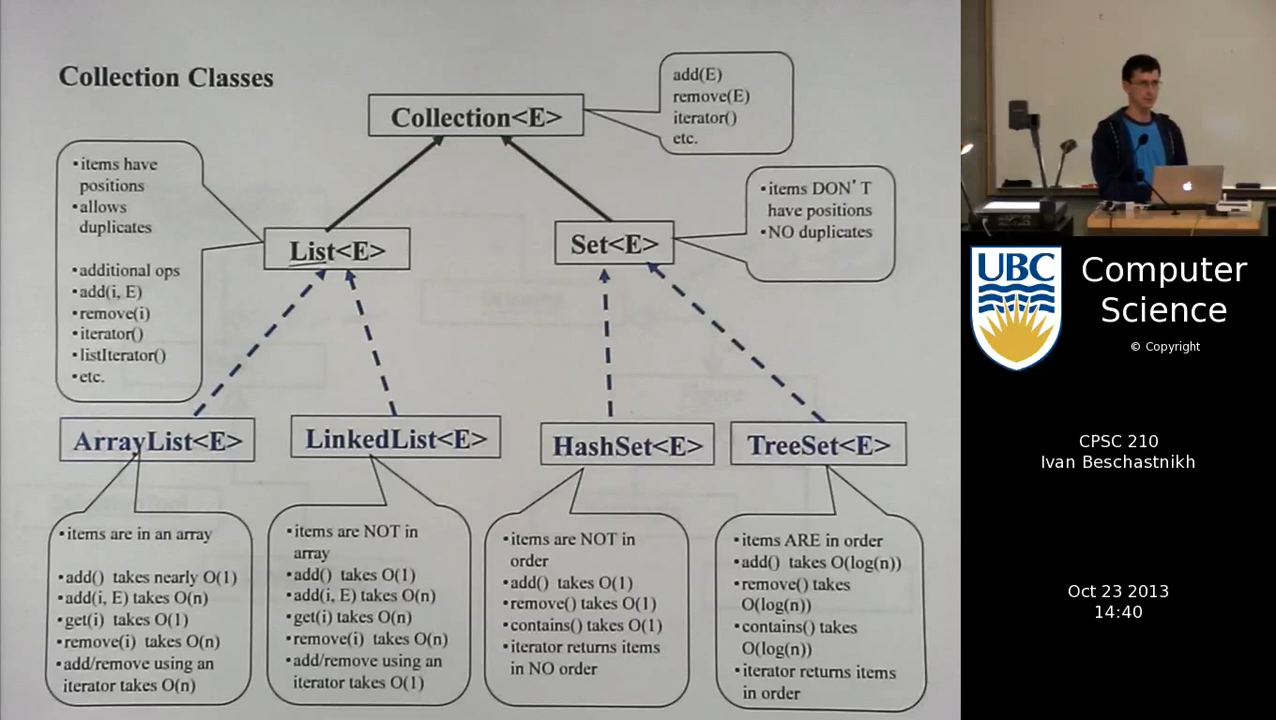 Collection Classes
Collection<E>
add(E)
remove(E)
iterator()
etc.
•items have
positions
•allows
duplicates
•additional ops
•add(i, E)
•remove(i)
•iterator()
•listIterator()
•etc.
List<E>
Set<E>
•items DON'T
have positions
•NO duplicates
ArrayList<E>
LinkedList<E>
HashSet<E>
TreeSet<E>
•items are in an array
•add() takes nearly O(1)
•add(i, E) takes O(n)
•get(i) takes O(1)
•remove(i) takes O(n)
•add/remove using an
iterator takes O(n)
•items are NOT in
array
•add() takes O(1)
•add(i, E) takes O(n)
•get(i) takes O(n)
•remove(i) takes O(n)
•add/remove using an
iterator takes O(1)
•items are NOT in
order
•add() takes O(1)
•remove() takes O(1)
•contains() takes O(1)
•iterator returns items
in NO order
•items ARE in order
•add() takes O(log(n))
•remove() takes
O(log(n))
•contains() takes
O(log(n))
•iterator returns items
in order
UBC
Computer
Science
© Copyright
CPSC 210
Ivan Beschastnikh
Oct 23 2013
14:40